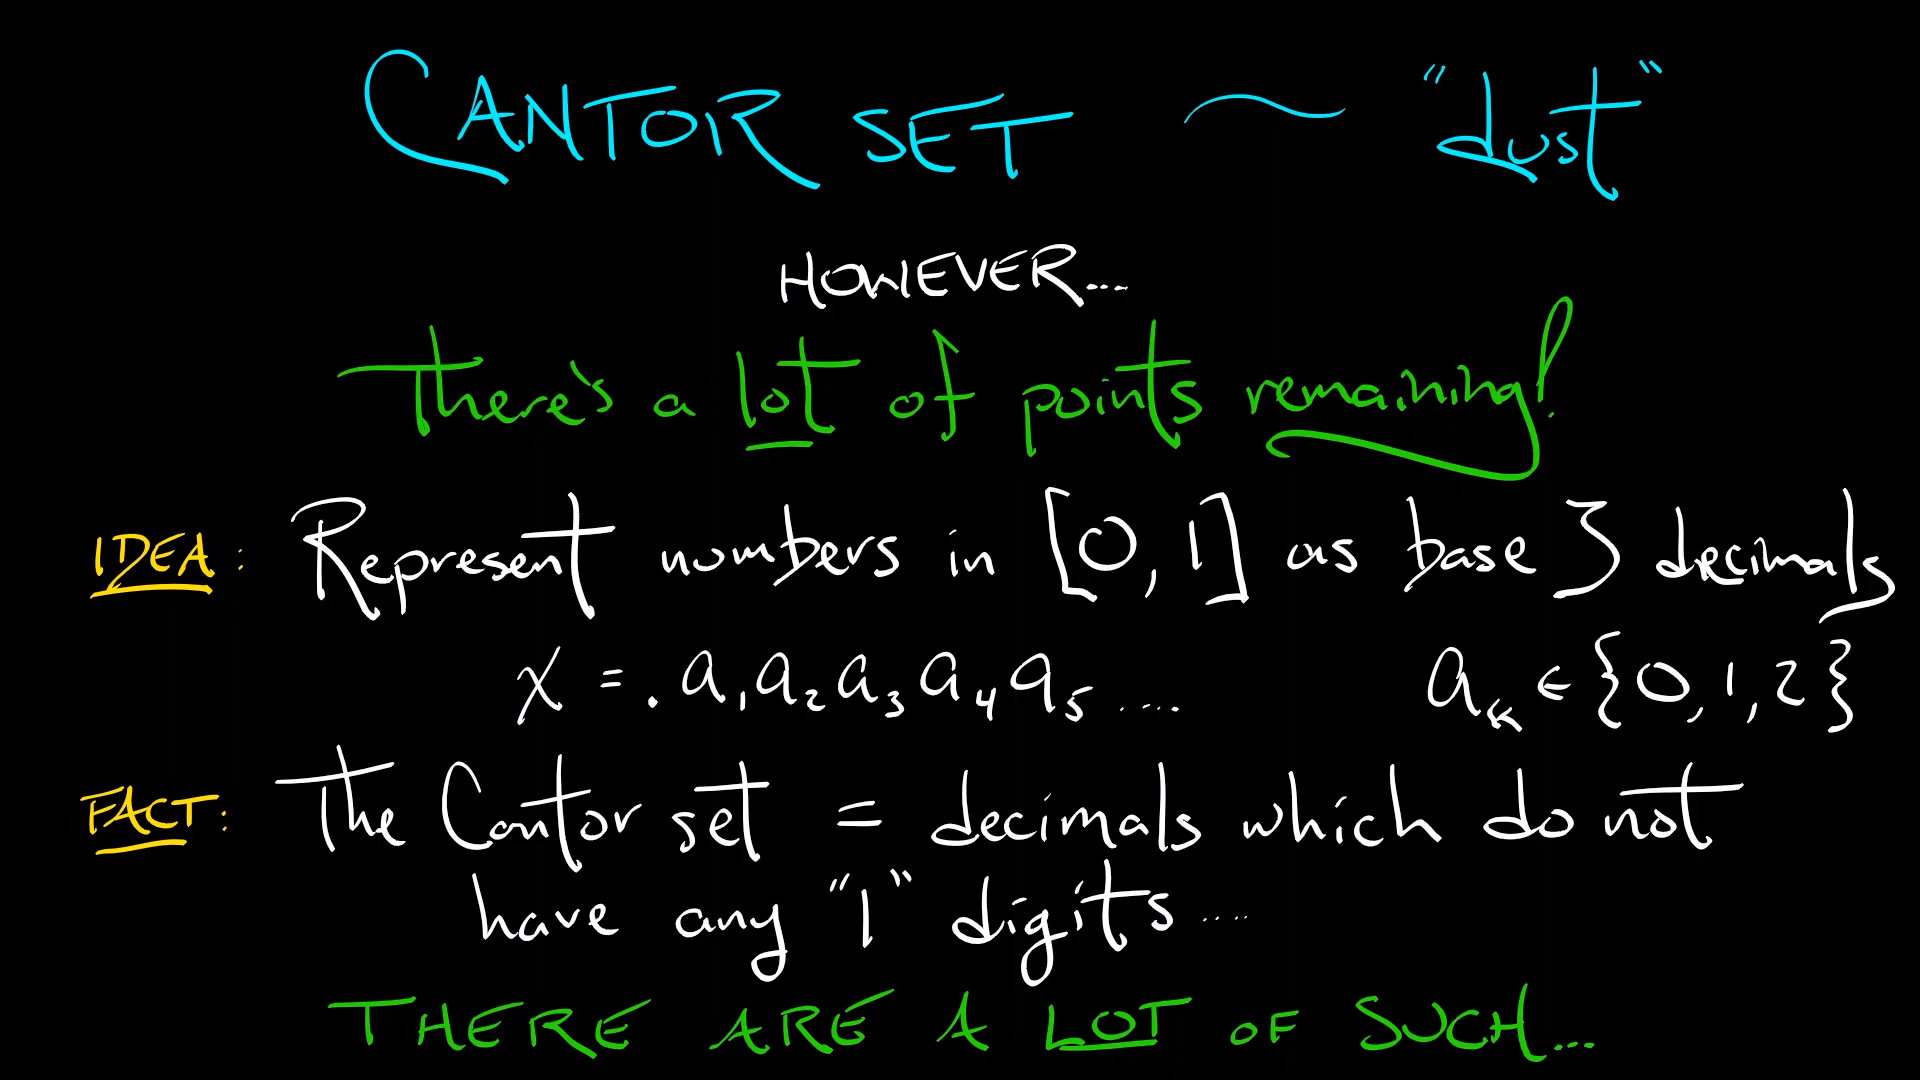 CANTOR SET ~ "dust"
HOWEVER...
There's a lot of points remaining!
IDEA: Represent numbers in [0, 1] as base 3 decimals
x = .a₁a₂a₃a₄a₅.... aₖ ∈ {0,1,2}
FACT: The Cantor set = decimals which do not
have any "1" digits....
THERE ARE A LOT OF SUCH...